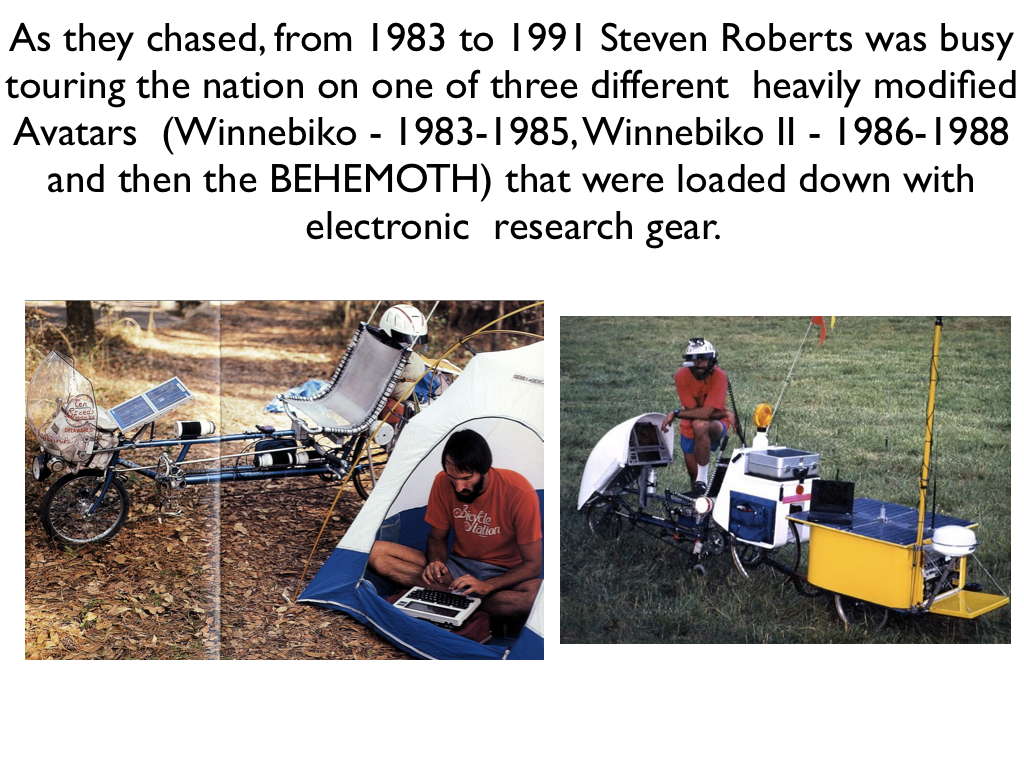 As they chased, from 1983 to 1991 Steven Roberts was busy
touring the nation on one of three different  heavily modified
Avatars  (Winnebiko - 1983-1985, Winnebiko II - 1986-1988
and then the BEHEMOTH) that were loaded down with
electronic  research gear.
Bicycle
Nation